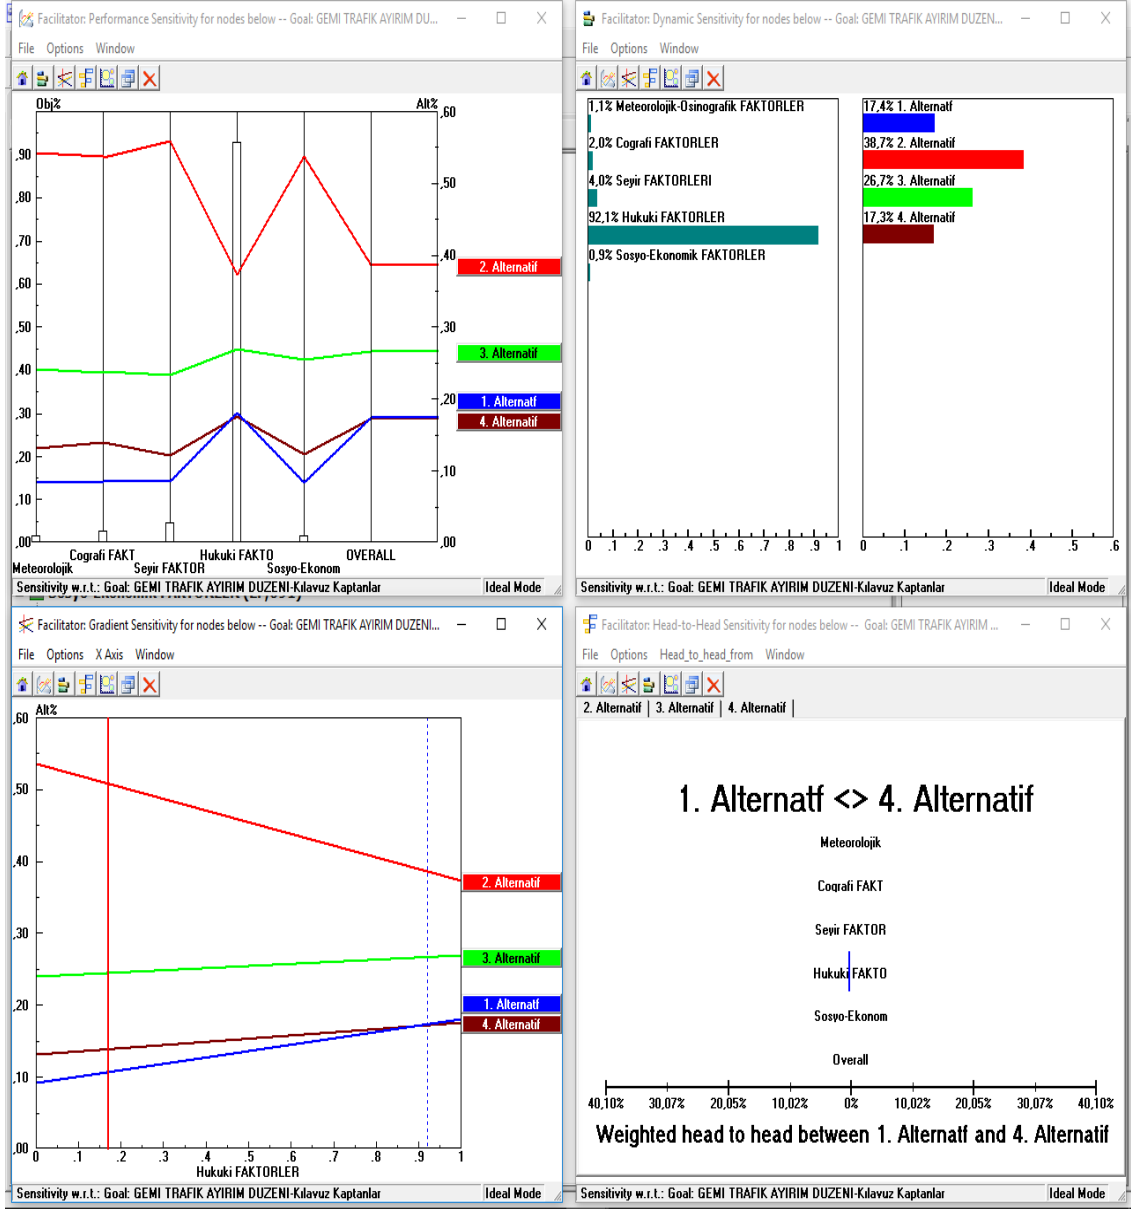 Facilitator: Performance Sensitivity for nodes below -- Goal: GEMI TRAFIK AYIRIM DU...
File Options Window
Obj%
Alt%
,90
,80
,70
,60
,50
,40
,30
,20
,10
,00
,60
,50
,40
,30
,20
,10
,00
2. Alternatif
3. Alternatif
1. Alternatf
4. Alternatif
Cografi FAKT
Hukuki FAKTO
OVERALL
Meteorolojik
Seyir FAKTOR
Sosyo-Ekonom
Sensitivity w.r.t.: Goal: GEMI TRAFIK AYIRIM DUZENI-Kılavuz Kaptanlar
Ideal Mode
Facilitator: Dynamic Sensitivity for nodes below -- Goal: GEMI TRAFIK AYIRIM DUZENI...
File Options Window
1,1% Meteorolojik-Osinografik FAKTORLER
2,0% Cografi FAKTORLER
4,0% Seyir FAKTORLERI
92,1% Hukuki FAKTORLER
0,9% Sosyo-Ekonomik FAKTORLER
0 .1 .2 .3 .4 .5 .6 .7 .8 .9 1
17,4% 1. Alternatf
38,7% 2. Alternatif
26,7% 3. Alternatif
17,3% 4. Alternatif
0 .1 .2 .3 .4 .5 .6
Sensitivity w.r.t.: Goal: GEMI TRAFIK AYIRIM DUZENI-Kılavuz Kaptanlar
Ideal Mode
Facilitator: Gradient Sensitivity for nodes below -- Goal: GEMI TRAFIK AYIRIM DUZENI...
File Options X Axis Window
Alt%
,60
,50
,40
,30
,20
,10
,00
2. Alternatif
3. Alternatif
1. Alternatf
4. Alternatif
0 .1 .2 .3 .4 .5 .6 .7 .8 .9 1
Hukuki FAKTORLER
Sensitivity w.r.t.: Goal: GEMI TRAFIK AYIRIM DUZENI-Kılavuz Kaptanlar
Ideal Mode
Facilitator: Head-to-Head Sensitivity for nodes below -- Goal: GEMI TRAFIK AYIRIM ...
File Options Head_to_head_from Window
2. Alternatif | 3. Alternatif | 4. Alternatif |
1. Alternatf <> 4. Alternatif
Meteorolojik
Cografi FAKT
Seyir FAKTOR
Hukuki FAKTO
Sosyo-Ekonom
Overall
40,10% 30,07% 20,05% 10,02% 0% 10,02% 20,05% 30,07% 40,10%
Weighted head to head between 1. Alternatf and 4. Alternatif
Sensitivity w.r.t.: Goal: GEMI TRAFIK AYIRIM DUZENI-Kılavuz Kaptanlar
Ideal Mode